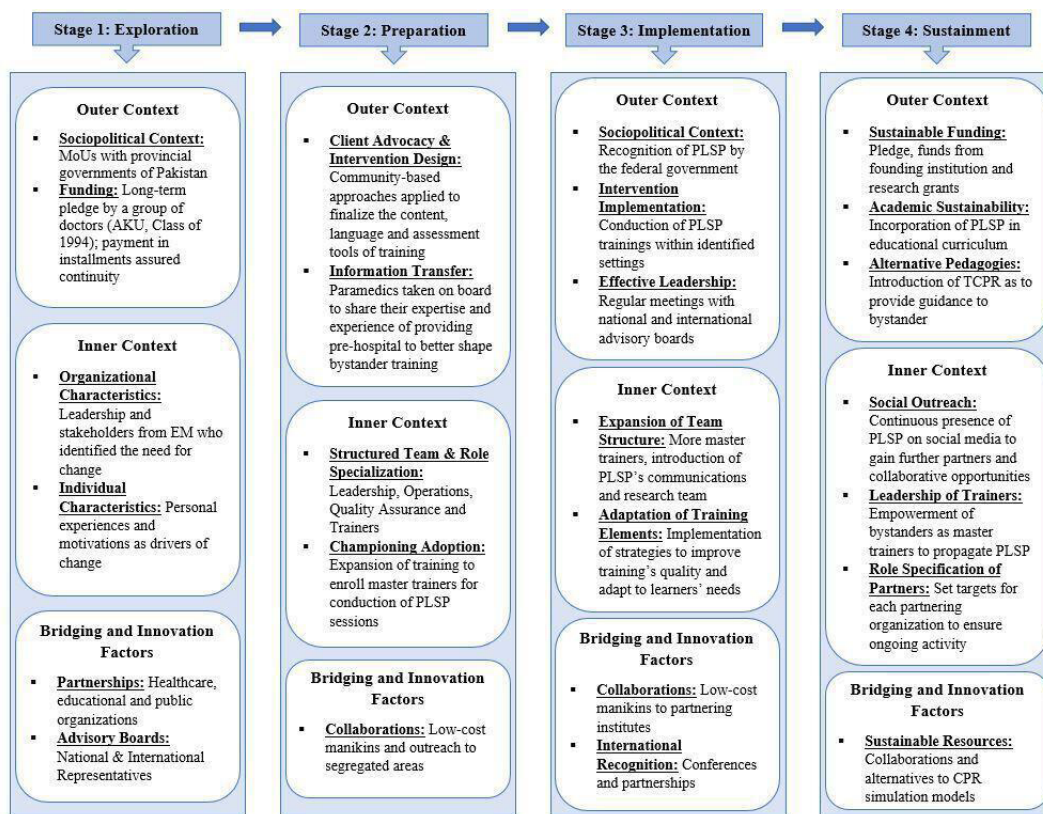 Stage 1: Exploration
Outer Context
▪ Sociopolitical Context:
MoUs with provincial
governments of Pakistan
▪ Funding: Long-term
pledge by a group of
doctors (AKU, Class of
1994); payment in
installments assured
continuity
Inner Context
▪ Organizational
Characteristics:
Leadership and
stakeholders from EM who
identified the need for
change
▪ Individual
Characteristics: Personal
experiences and
motivations as drivers of
change
Bridging and Innovation
Factors
▪ Partnerships: Healthcare,
educational and public
organizations
▪ Advisory Boards:
National & International
Representatives
Stage 2: Preparation
Outer Context
▪ Client Advocacy &
Intervention Design:
Community-based
approaches applied to
finalize the content,
language and assessment
tools of training
▪ Information Transfer:
Paramedics taken on board
to share their expertise and
experience of providing
pre-hospital to better shape
bystander training
Inner Context
▪ Structured Team & Role
Specialization:
Leadership, Operations,
Quality Assurance and
Trainers
▪ Championing Adoption:
Expansion of training to
enroll master trainers for
conduction of PLSP
sessions
Bridging and Innovation
Factors
▪ Collaborations: Low-cost
manikins and outreach to
segregated areas
Stage 3: Implementation
Outer Context
▪ Sociopolitical Context:
Recognition of PLSP by
the federal government
▪ Intervention
Implementation:
Conduction of PLSP
trainings within identified
settings
▪ Effective Leadership:
Regular meetings with
national and international
advisory boards
Inner Context
▪ Expansion of Team
Structure: More master
trainers, introduction of
PLSP's communications
and research team
▪ Adaptation of Training
Elements: Implementation
of strategies to improve
training's quality and
adapt to learners' needs
Bridging and Innovation
Factors
▪ Collaborations: Low-cost
manikins to partnering
institutes
▪ International
Recognition: Conferences
and partnerships
Stage 4: Sustainment
Outer Context
▪ Sustainable Funding:
Pledge, funds from
founding institution and
research grants
▪ Academic Sustainability:
Incorporation of PLSP in
educational curriculum
▪ Alternative Pedagogies:
Introduction of TCPR as to
provide guidance to
bystander
Inner Context
▪ Social Outreach:
Continuous presence of
PLSP on social media to
gain further partners and
collaborative opportunities
▪ Leadership of Trainers:
Empowerment of
bystanders as master
trainers to propagate PLSP
▪ Role Specification of
Partners: Set targets for
each partnering
organization to ensure
ongoing activity
Bridging and Innovation
Factors
▪ Sustainable Resources:
Collaborations and
alternatives to CPR
simulation models